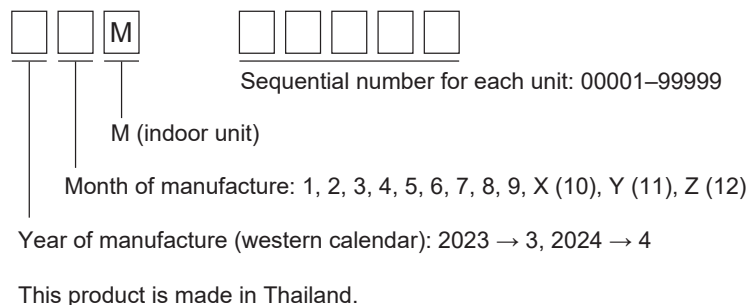 M
Sequential number for each unit: 00001–99999
M (indoor unit)
Month of manufacture: 1, 2, 3, 4, 5, 6, 7, 8, 9, X (10), Y (11), Z (12)
Year of manufacture (western calendar): 2023 → 3, 2024 → 4
This product is made in Thailand.